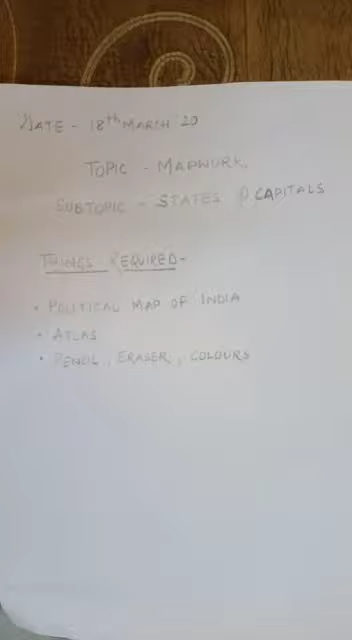 DATE - 18th MARCH '20
TOPIC - MAPWORK.
SUBTOPIC - STATES & CAPITALS
THINGS REQUIRED -
• POLITICAL MAP OF INDIA
• ATLAS
• PENCIL, ERASER, COLOURS